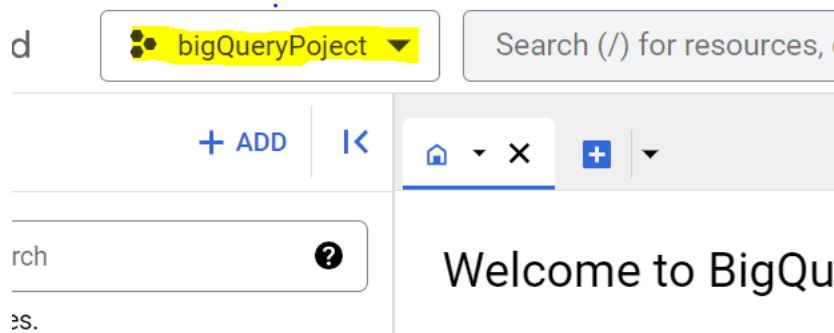 d
bigQueryPoject
Search (/) for resources,
+ ADD
rch
Welcome to BigQu
es.